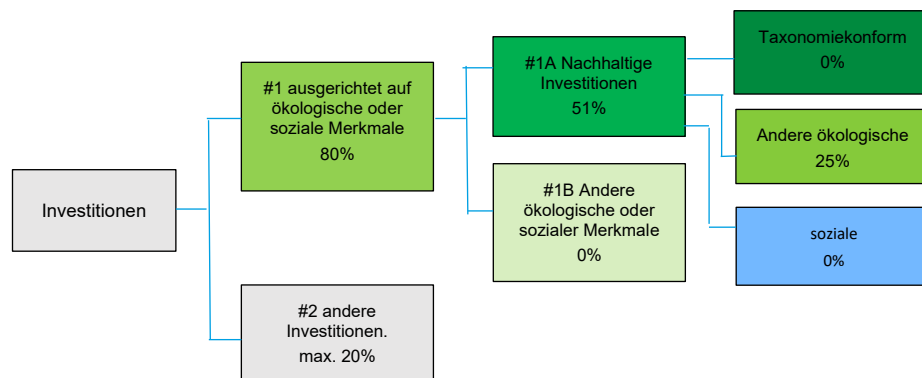 Investitionen
#1 ausgerichtet auf
ökologische oder
soziale Merkmale
80%
#2 andere
Investitionen.
max. 20%
#1A Nachhaltige
Investitionen
51%
#1B Andere
ökologische oder
sozialer Merkmale
0%
Taxonomiekonform
0%
Andere ökologische
25%
soziale
0%